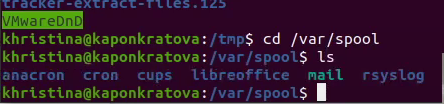 tracker-extract-files.125
VMwareDnD
khristina@kaponkratova:/tmp$ cd /var/spool
khristina@kaponkratova:/var/spool$ ls
anacron cron cups libreoffice mail rsyslog
khristina@kaponkratova:/var/spool$